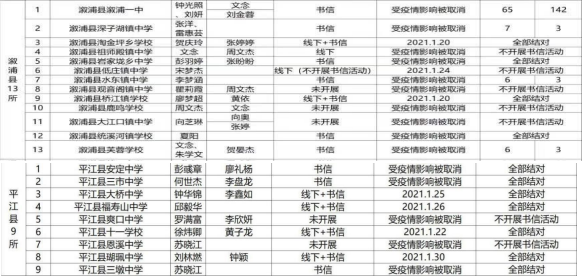 溆浦县13所
1 溆浦县溆浦一中 钟光照、刘妍 文念 刘金蓉 书信 受疫情影响被取消 65 142
2 溆浦县深子湖镇中学 张洋、雷惠芸 书信 受疫情影响被取消 7 3
3 溆浦县淘金坪乡学校 贺庆玲 张婷婷 线下+书信 2021.1.20 全部结对
4 溆浦县祖师殿镇中学 文念 周文杰 线下 受疫情影响被取消 不开展书信活动
5 溆浦县岩家垅乡中学 彭羽婷 张盼盼 书信 受疫情影响被取消 全部结对
6 溆浦县低庄镇中学 宋梦杰 线下（不开展书信活动） 2021.1.24 不开展书信活动
7 溆浦县水东镇中学 李梦涵 书信 受疫情影响被取消 6 3
8 溆浦县观音阁镇中学 瞿莉霞 周文杰 未开展 受疫情影响被取消 不开展书信活动
9 溆浦县桥江镇学校 廖梦超 黄依 线下+书信 2021.1.20 全部结对
10 溆浦县鹿鸣学校 周文杰 文念 未开展 受疫情影响被取消 不开展书信活动
11 溆浦县大江口镇中学 向芝琳 向奥 张婷 未开展 受疫情影响被取消 不开展书信活动
12 溆浦县统溪河镇学校 夏阳 书信 受疫情影响被取消 全部结对
13 溆浦县芙蓉学校 文念、朱学文 贺晏杰 书信 受疫情影响被取消 6 3
平江县9所
1 平江县安定中学 彭彧章 廖礼杨 书信 受疫情影响被取消 全部结对
2 平江县三市中学 何世杰 李盘龙 书信 受疫情影响被取消 全部结对
3 平江县大桥中学 钟华锦 李鑫如 线下+书信 2021.1.25 全部结对
4 平江县福寿山中学 邱毅华 线下+书信 2021.1.26 全部结对
5 平江县爽口中学 罗满富 李欣妍 未开展 受疫情影响被取消 不开展书信活动
6 平江县十一学校 徐炜卿 黄子龙 线下+书信 2021.1.22 全部结对
7 平江县恩溪中学 苏晓江 未开展 受疫情影响被取消 不开展书信活动
8 平江县瑚珮中学 刘林燃 钟颖 线下+书信 2021.1.30 全部结对
9 平江县三墩中学 苏晓江 书信 受疫情影响被取消 全部结对